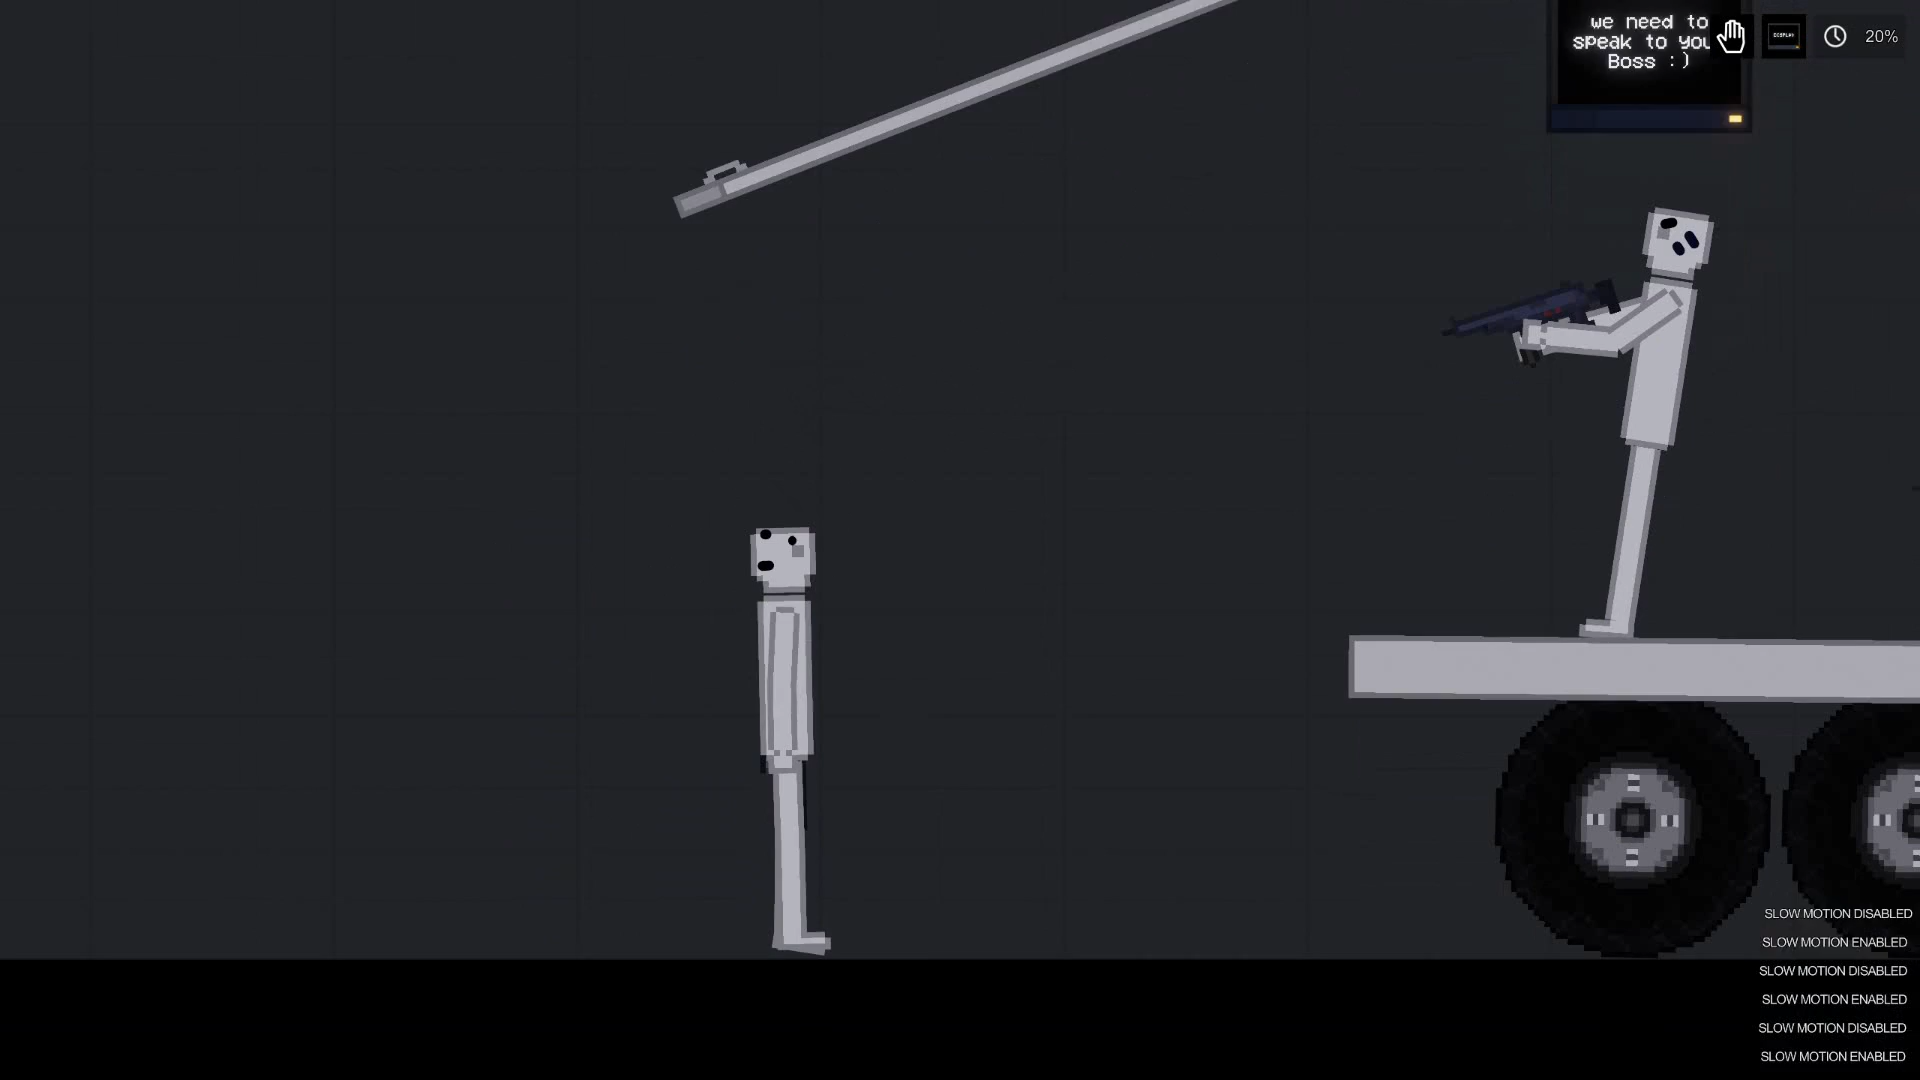 we need to
speak to you
Boss :)
DISPLAY
20%
SLOW MOTION DISABLED
SLOW MOTION ENABLED
SLOW MOTION DISABLED
SLOW MOTION ENABLED
SLOW MOTION DISABLED
SLOW MOTION ENABLED